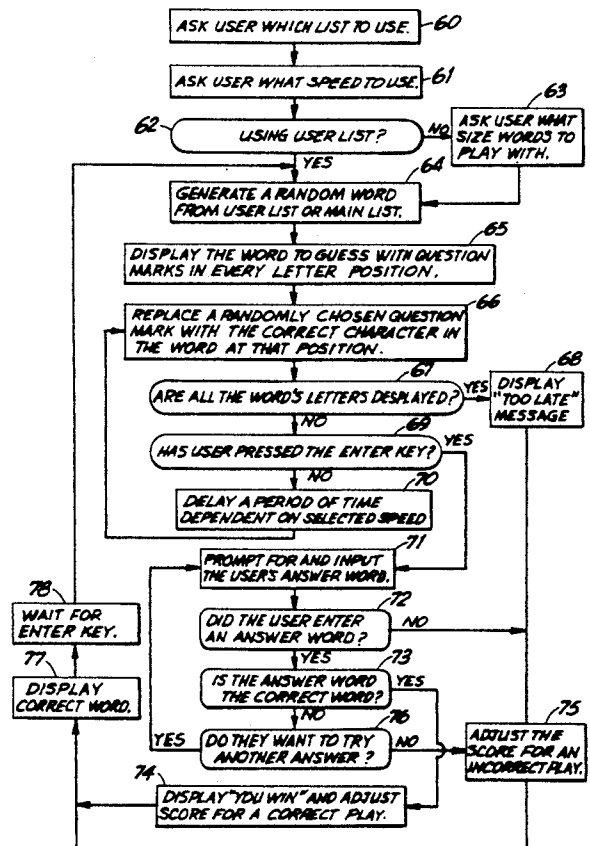 ASK USER WHICH LIST TO USE. 60
ASK USER WHAT SPEED TO USE. 61
62 USING USER LIST?
NO
YES
63
ASK USER WHAT
SIZE WORDS TO
PLAY WITH.
64
GENERATE A RANDOM WORD
FROM USER LIST OR MAIN LIST.
65
DISPLAY THE WORD TO GUESS WITH QUESTION
MARKS IN EVERY LETTER POSITION.
66
REPLACE A RANDOMLY CHOSEN QUESTION
MARK WITH THE CORRECT CHARACTER IN
THE WORD AT THAT POSITION.
67
ARE ALL THE WORD'S LETTERS DESPLAYED?
YES
NO
68
DISPLAY
"TOO LATE"
MESSAGE
69
HAS USER PRESSED THE ENTER KEY?
YES
NO
70
DELAY A PERIOD OF TIME
DEPENDENT ON SELECTED SPEED
71
PROMPT FOR AND INPUT
THE USER'S ANSWER WORD.
72
DID THE USER ENTER
AN ANSWER WORD?
NO
YES
73
IS THE ANSWER WORD
THE CORRECT WORD?
YES
NO
76
DO THEY WANT TO TRY
ANOTHER ANSWER?
YES
NO
75
ADJUST THE
SCORE FOR AN
INCORRECT PLAY.
74
DISPLAY "YOU WIN" AND ADJUST
SCORE FOR A CORRECT PLAY.
77
DISPLAY
CORRECT WORD.
78
WAIT FOR
ENTER KEY.